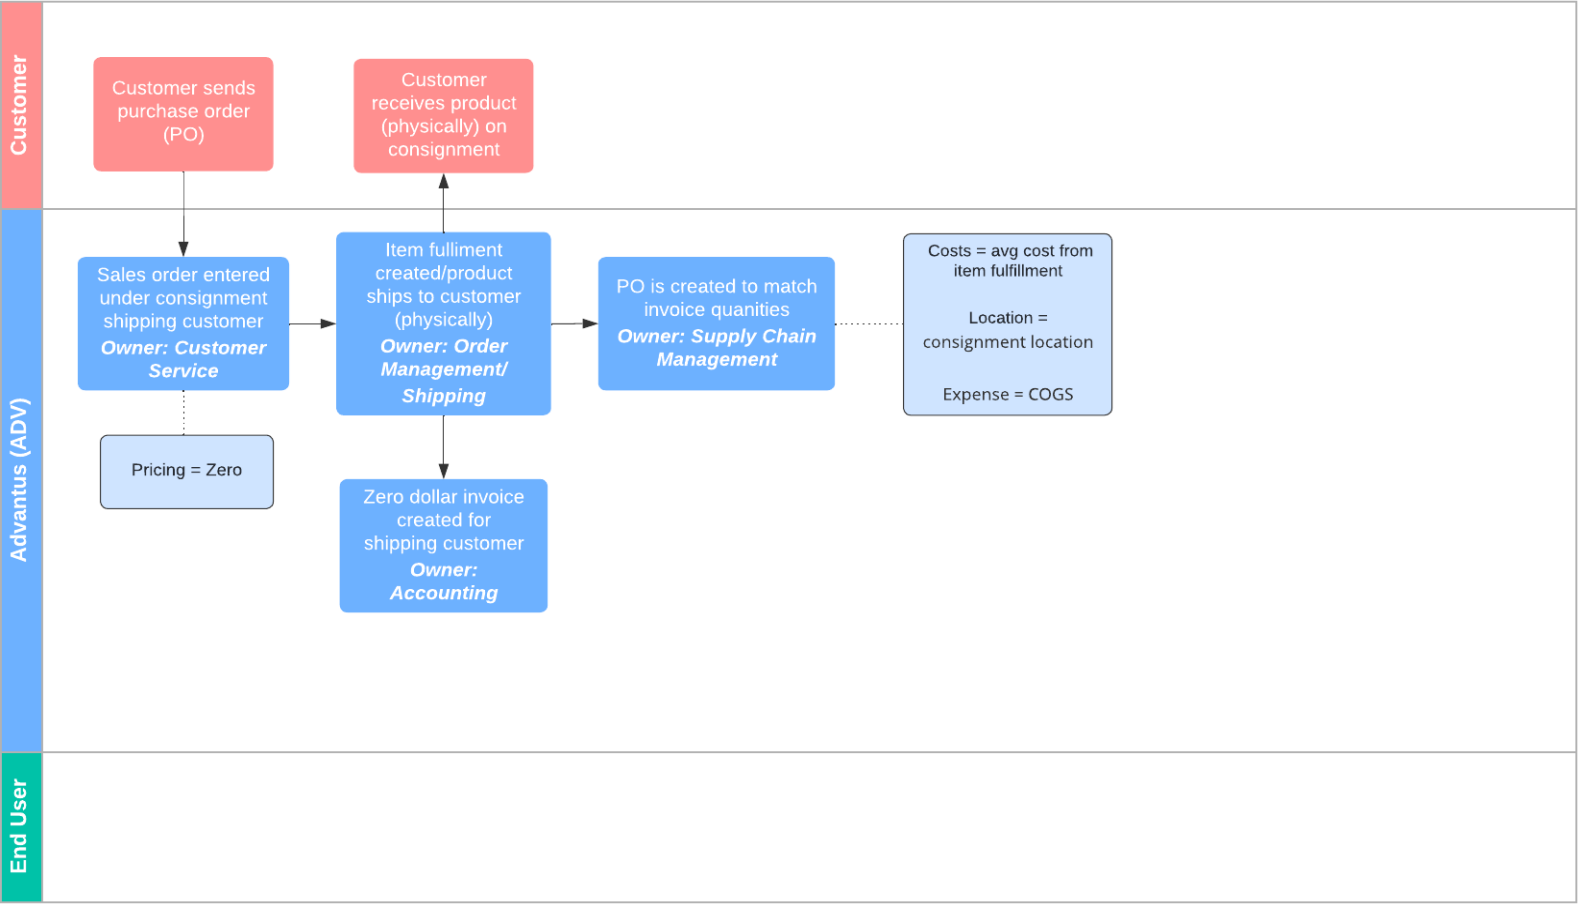 Customer
Customer sends
purchase order
(PO)
Customer
receives product
(physically) on
consignment
Advantus (ADV)
Sales order entered
under consignment
shipping customer
Owner: Customer
Service
Pricing = Zero
Item fulliment
created/product
ships to customer
(physically)
Owner: Order
Management/
Shipping
Zero dollar invoice
created for
shipping customer
Owner:
Accounting
PO is created to match
invoice quanities
Owner: Supply Chain
Management
Costs = avg cost from
item fulfillment
Location =
consignment location
Expense = COGS
End User